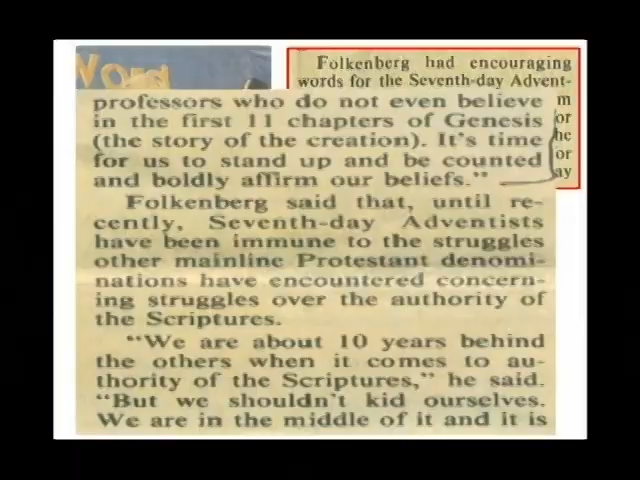 WORD
Folkenberg had encouraging
words for the Seventh-day Advent-
m
or
he
or
ay
professors who do not even believe
in the first 11 chapters of Genesis
(the story of the creation). It's time
for us to stand up and be counted
and boldly affirm our beliefs."
Folkenberg said that, until re-
cently, Seventh-day Adventists
have been immune to the struggles
other mainline Protestant denomi-
nations have encountered concern-
ing struggles over the authority of
the Scriptures.
"We are about 10 years behind
the others when it comes to au-
thority of the Scriptures," he said.
"But we shouldn't kid ourselves.
We are in the middle of it and it is